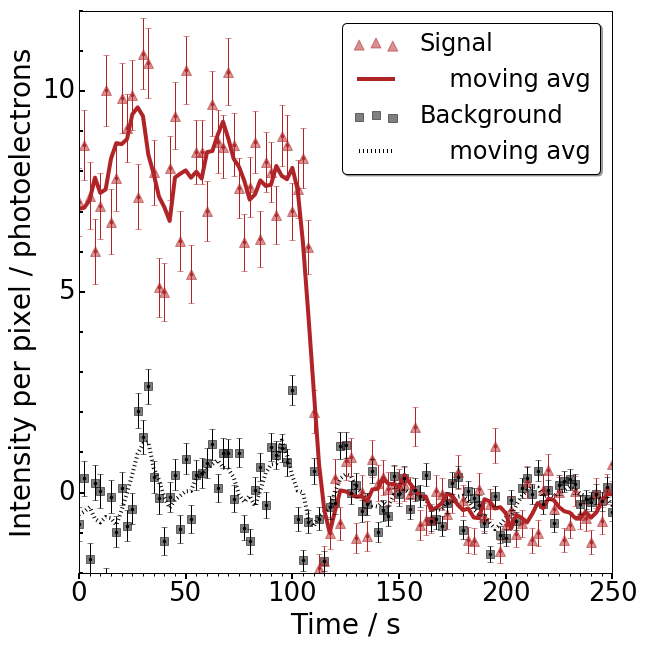 Intensity per pixel / photoelectrons
10
5
0
Signal
moving avg
Background
moving avg
0 50 100 150 200 250
Time / s